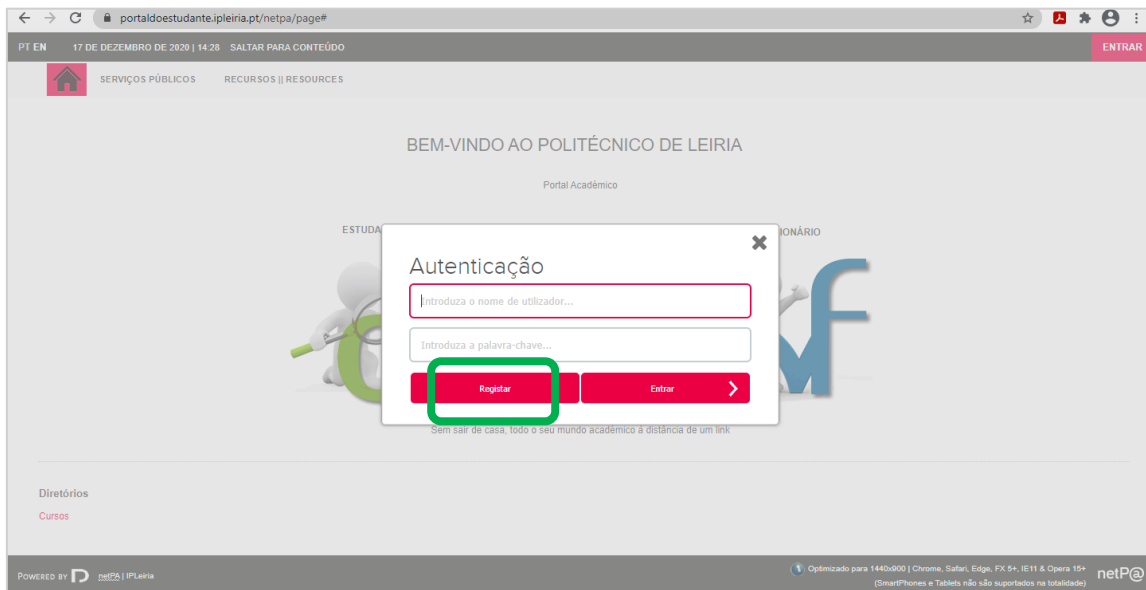 portaldoestudante.ipleiria.pt/netpa/page#
PT EN 17 DE DEZEMBRO DE 2020 | 14:28 SALTAR PARA CONTEÚDO ENTRAR
SERVIÇOS PÚBLICOS RECURSOS || RESOURCES
BEM-VINDO AO POLITÉCNICO DE LEIRIA
Portal Académico
ESTUDA IONÁRIO
Autenticação
Introduza o nome de utilizador...
Introduza a palavra-chave...
Registar Entrar
Sem sair de casa, todo o seu mundo académico à distância de um link
Diretórios
Cursos
POWERED BY netPA | IPLeiria
Optimizado para 1440x900 | Chrome, Safari, Edge, FX 5+, IE11 & Opera 15+
(SmartPhones e Tablets não são suportados na totalidade)
netP@